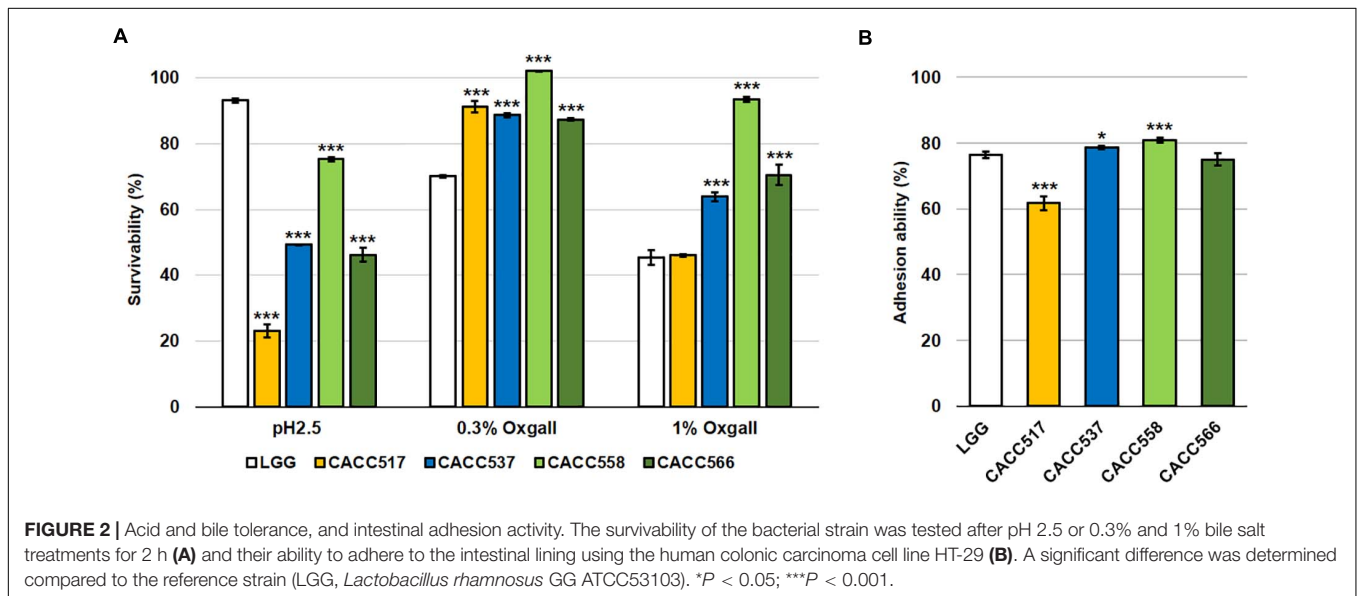 A
Survivability (%)
100
80
60
40
20
0
***
***
***
***
***
***
***
***
***
***
***
pH2.5
0.3% Oxgall
1% Oxgall
LGG
CACC517
CACC537
CACC558
CACC566
B
Adhesion ability (%)
100
80
60
40
20
0
***
*
***
LGG
CACC517
CACC537
CACC558
CACC566
FIGURE 2 | Acid and bile tolerance, and intestinal adhesion activity. The survivability of the bacterial strain was tested after pH 2.5 or 0.3% and 1% bile salt
treatments for 2 h (A) and their ability to adhere to the intestinal lining using the human colonic carcinoma cell line HT-29 (B). A significant difference was determined
compared to the reference strain (LGG, Lactobacillus rhamnosus GG ATCC53103). *P < 0.05; ***P < 0.001.